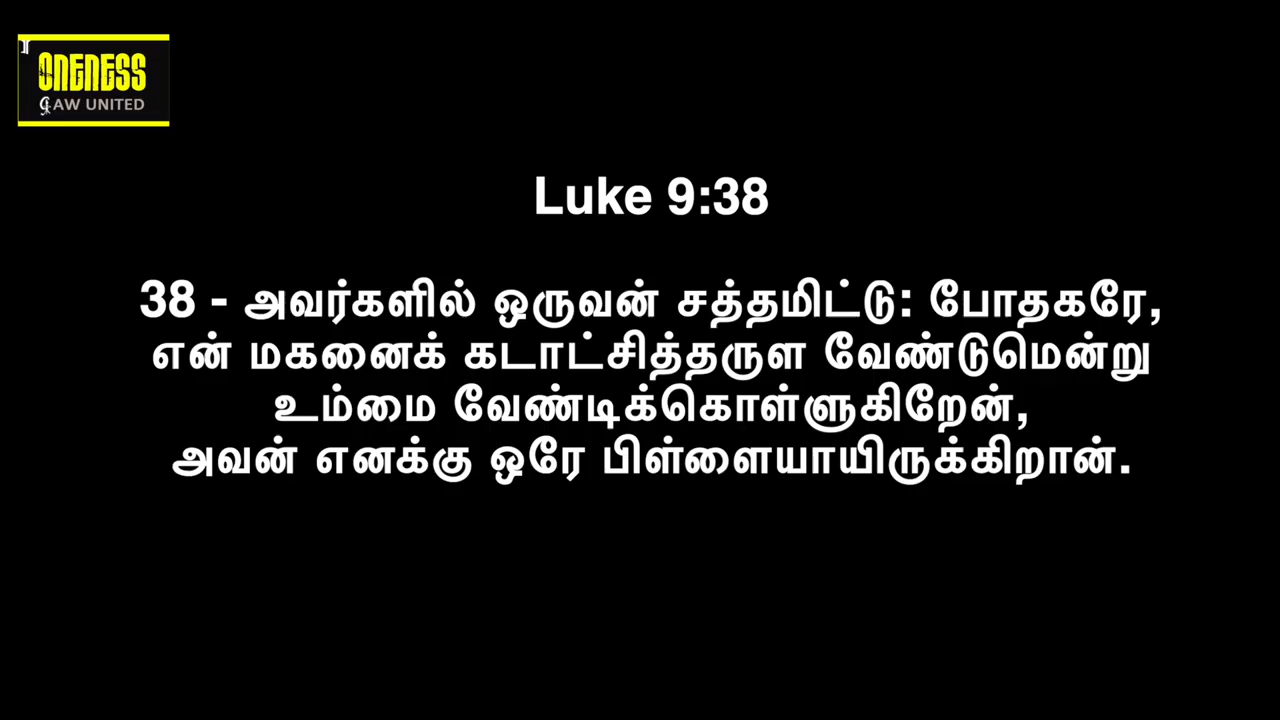 ONENESS
LAW UNITED
Luke 9:38
38 - அவர்களில் ஒருவன் சத்தமிட்டு: போதகரே,
என் மகனைக் கடாட்சித்தருள வேண்டுமென்று
உம்மை வேண்டிக்கொள்ளுகிறேன்,
அவன் எனக்கு ஒரே பிள்ளையாயிருக்கிறான்.